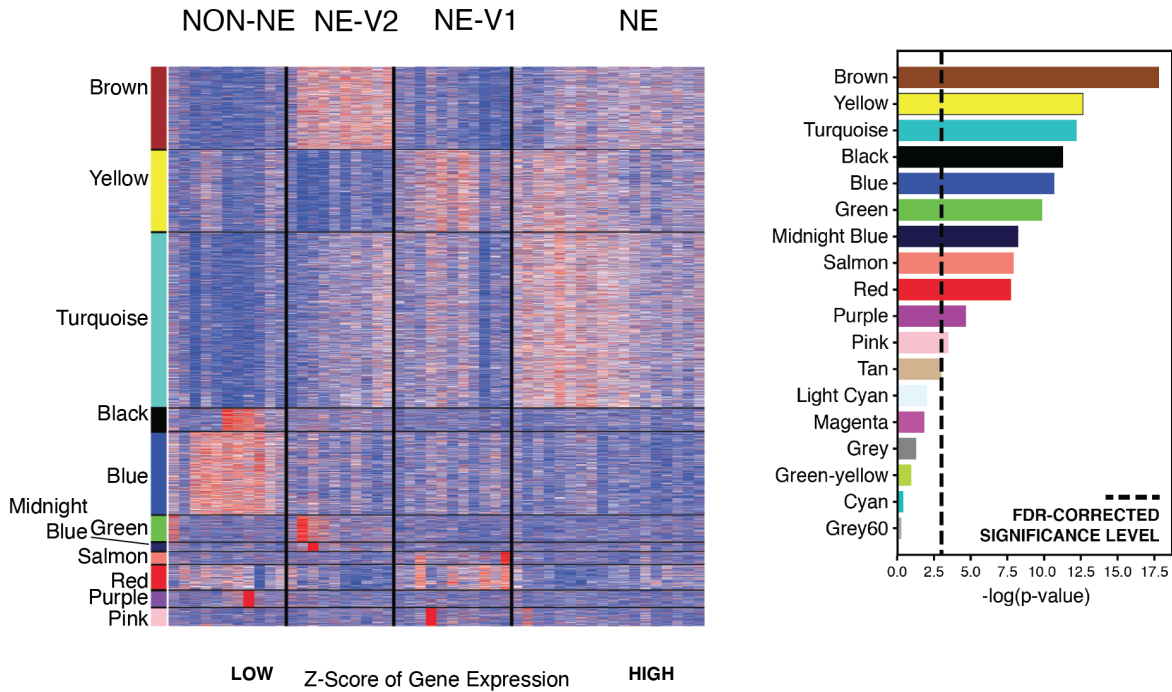 NON-NE NE-V2 NE-V1 NE
Brown
Yellow
Turquoise
Black
Blue
Midnight
Blue Green
Salmon
Red
Purple
Pink
LOW Z-Score of Gene Expression HIGH
Brown
Yellow
Turquoise
Black
Blue
Green
Midnight Blue
Salmon
Red
Purple
Pink
Tan
Light Cyan
Magenta
Grey
Green-yellow
Cyan
Grey60
FDR-CORRECTED
SIGNIFICANCE LEVEL
0.0 2.5 5.0 7.5 10.0 12.5 15.0 17.5
-log(p-value)